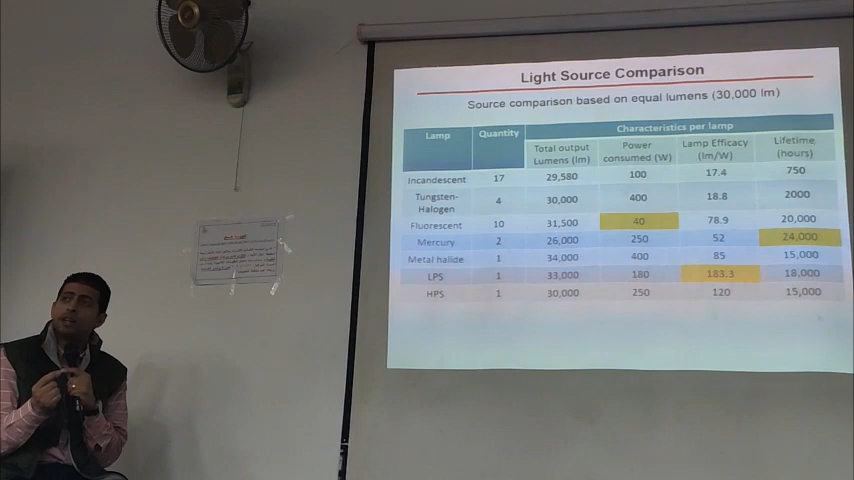 Light Source Comparison
Source comparison based on equal lumens (30,000 lm)
Lamp Quantity Characteristics per lamp
Total output Lumens (lm) Power consumed (W) Lamp Efficacy (lm/W) Lifetime (hours)
Incandescent 17 29,580 100 17.4 750
Tungsten-Halogen 4 30,000 400 18.8 2000
Fluorescent 10 31,500 40 78.9 20,000
Mercury 2 26,000 250 52 24,000
Metal halide 1 34,000 400 85 15,000
LPS 1 33,000 180 183.3 18,000
HPS 1 30,000 250 120 15,000